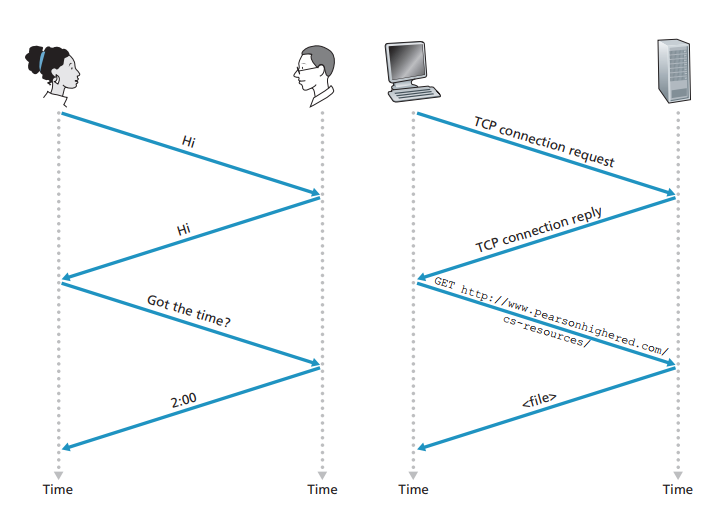 Hi
Hi
Got the time?
2:00
Time
Time
TCP connection request
TCP connection reply
GET http://www.pearsonhighered.com/
cs-resources/
<file>
Time
Time